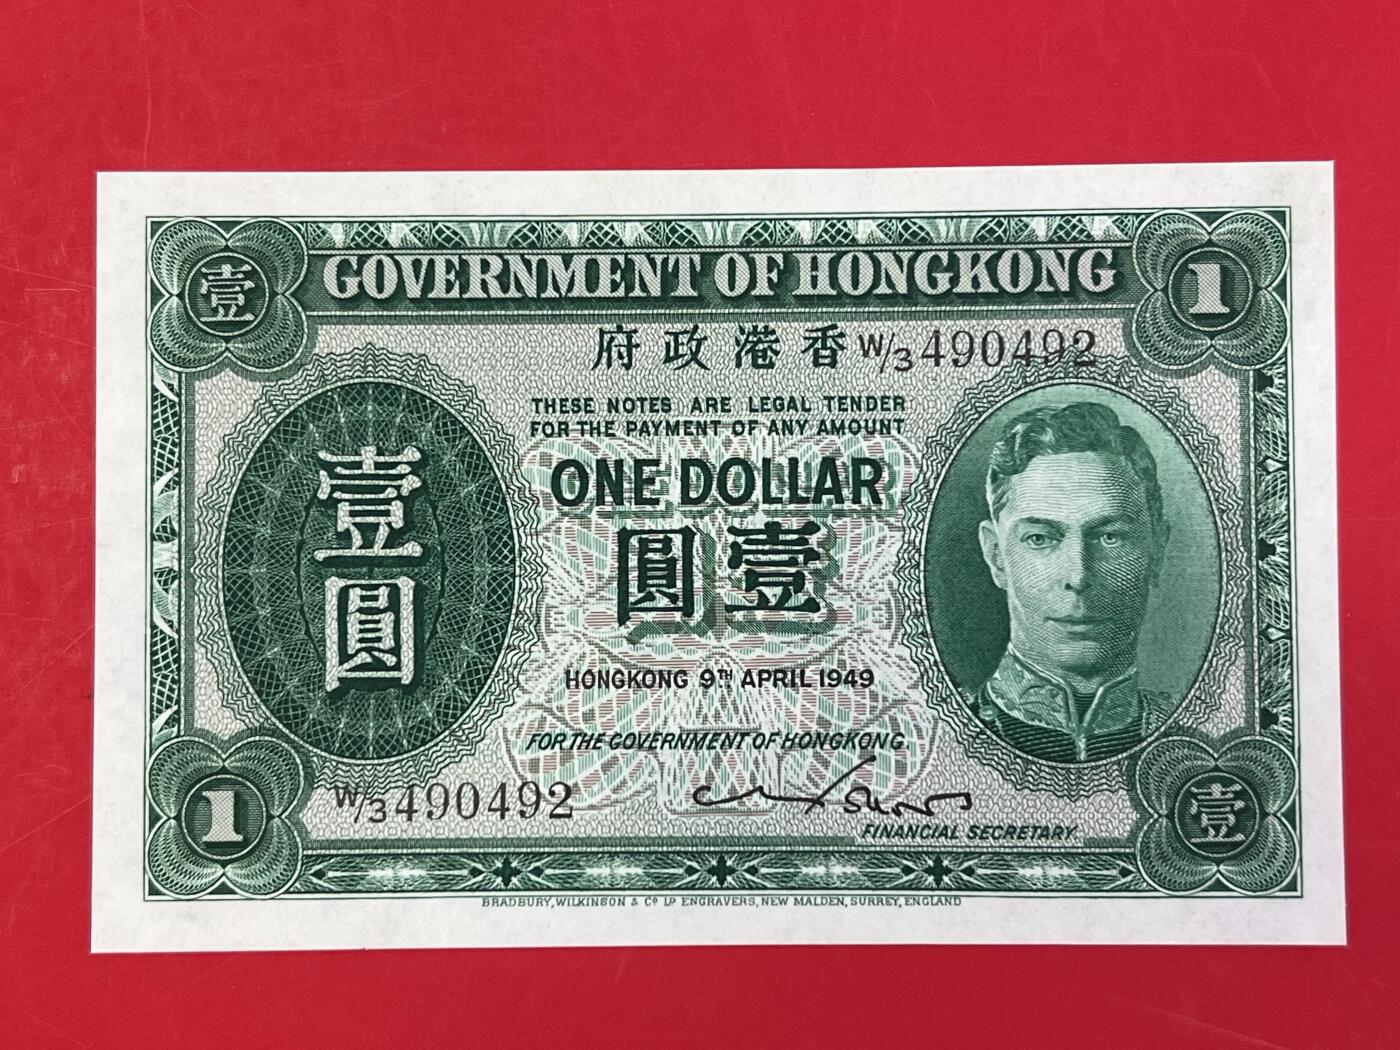 壹
GOVERNMENT OF HONGKONG
1
府政港香
W/3 490492
THESE NOTES ARE LEGAL TENDER
FOR THE PAYMENT OF ANY AMOUNT
ONE DOLLAR
圓壹
壹圓
HONGKONG 9TH APRIL 1949
FOR THE GOVERNMENT OF HONGKONG
W/3 490492
FINANCIAL SECRETARY
1
壹
BRADBURY, WILKINSON & Co Ld ENGRAVERS, NEW MALDEN, SURREY, ENGLAND